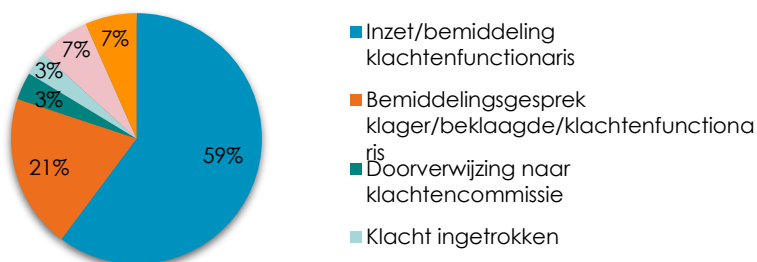 7%
7%
3%
3%
21%
59%
Inzet/bemiddeling
klachtenfunctionaris
Bemiddelingsgesprek
klager/beklaagde/klachtenfunctiona
ris
Doorverwijzing naar
klachtencommissie
Klacht ingetrokken